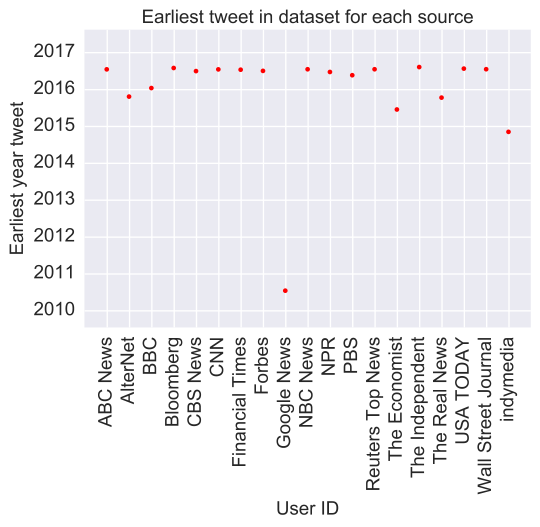 Earliest tweet in dataset for each source
Earliest year tweet
2017
2016
2015
2014
2013
2012
2011
2010
ABC News
AlterNet
BBC
Bloomberg
CBS News
CNN
Financial Times
Forbes
Google News
NBC News
NPR
PBS
Reuters Top News
The Economist
The Independent
The Real News
USA TODAY
Wall Street Journal
indymedia
User ID